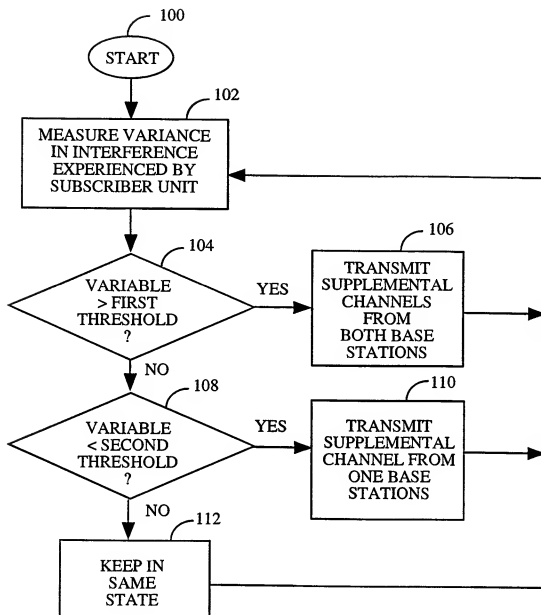 100
START
102
MEASURE VARIANCE
IN INTERFERENCE
EXPERIENCED BY
SUBSCRIBER UNIT
104
VARIABLE
> FIRST
THRESHOLD
?
YES
106
TRANSMIT
SUPPLEMENTAL
CHANNELS
FROM
BOTH BASE
STATIONS
NO
108
VARIABLE
< SECOND
THRESHOLD
?
YES
110
TRANSMIT
SUPPLEMENTAL
CHANNEL FROM
ONE BASE
STATIONS
NO
112
KEEP IN
SAME
STATE